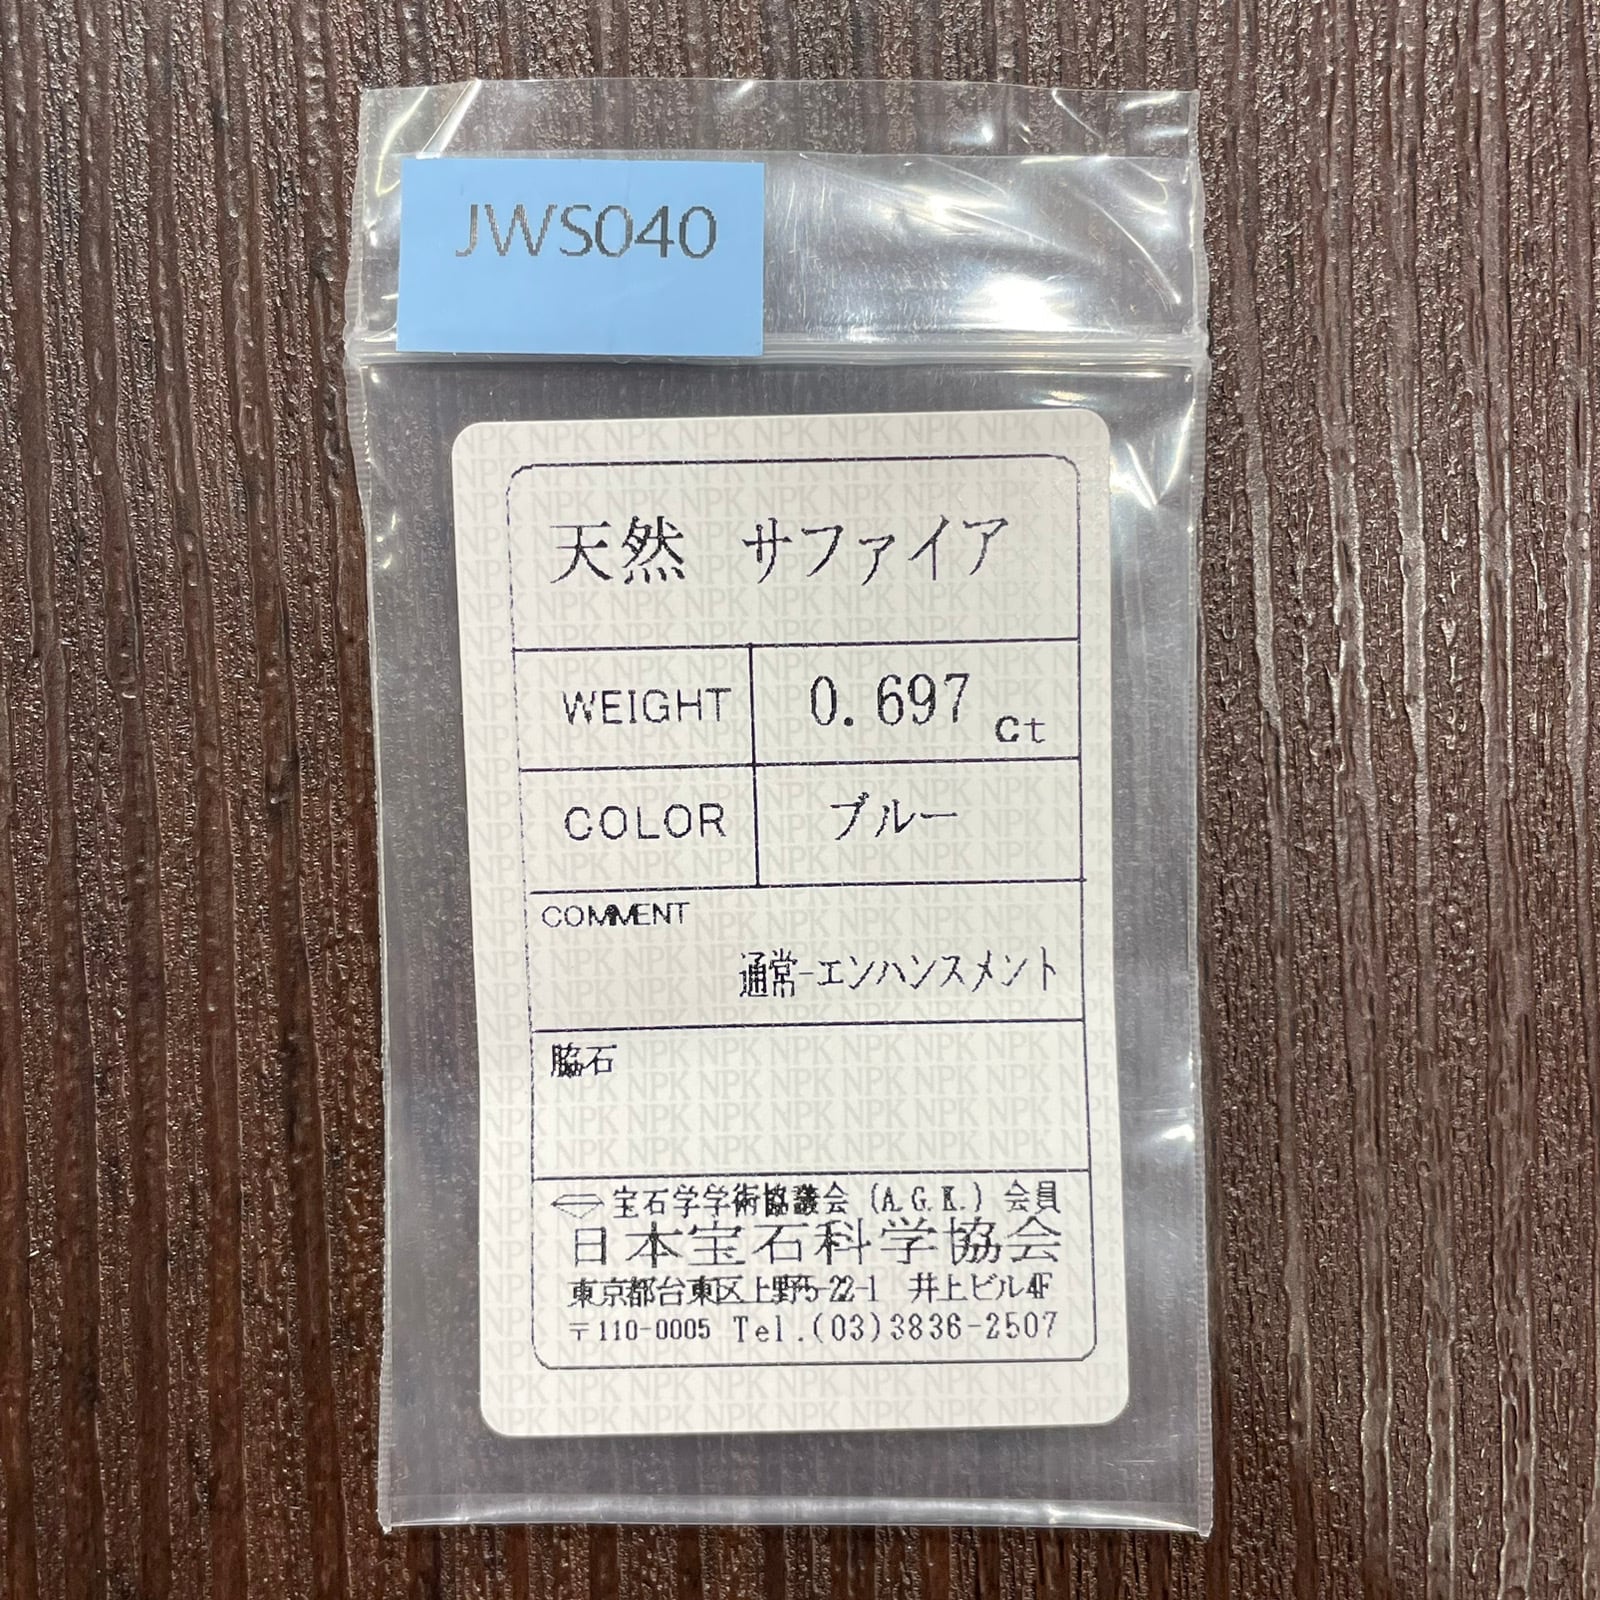 JWS040
天然 サファイア
WEIGHT 0.697 ct
COLOR ブルー
COMMENT
通常-エンハンスメント
脇石
宝石学学術協議会 (A.G.K.) 会員
日本宝石科学協会
東京都台東区上野5-22-1 井上ビル4F
〒110-0005 Tel.(03)3836-2507